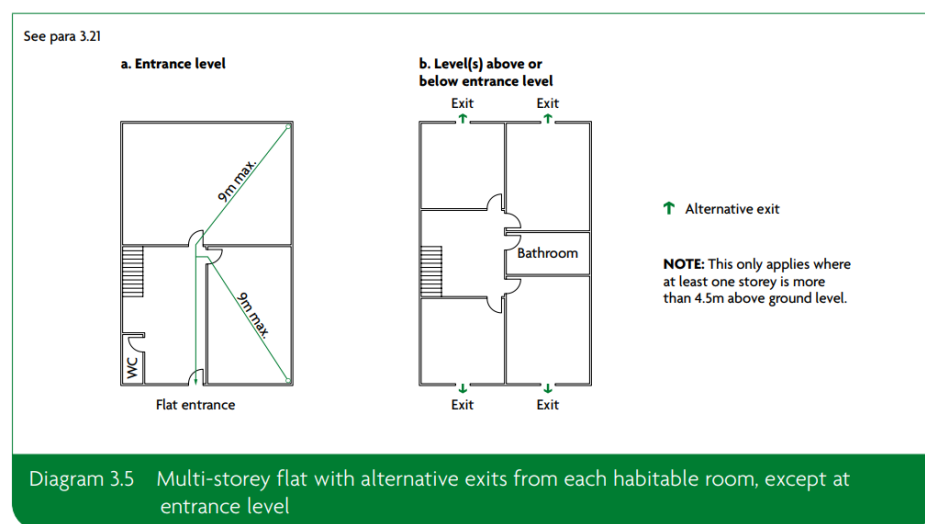 See para 3.21
a. Entrance level
9m max.
9m max.
WC
Flat entrance
b. Level(s) above or
below entrance level
Exit
Exit
Bathroom
Exit
Exit
Alternative exit
NOTE: This only applies where
at least one storey is more
than 4.5m above ground level.
Diagram 3.5 Multi-storey flat with alternative exits from each habitable room, except at
entrance level